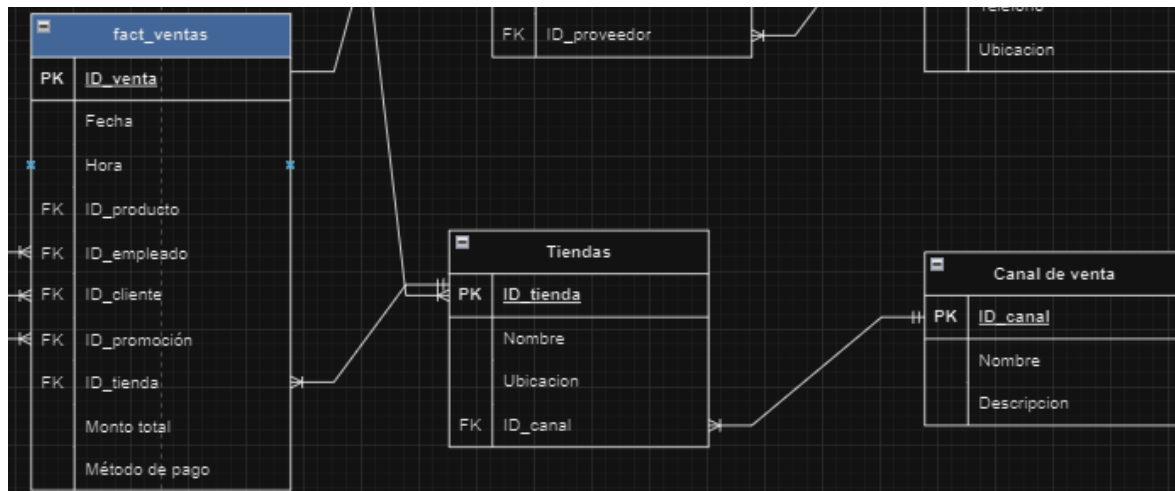 fact_ventas
PK ID_venta
Fecha
Hora
FK ID_producto
FK ID_empleado
FK ID_cliente
FK ID_promoción
FK ID_tienda
Monto total
Método de pago
FK ID_proveedor
Telefono
Ubicacion
Tiendas
PK ID_tienda
Nombre
Ubicacion
FK ID_canal
Canal de venta
PK ID_canal
Nombre
Descripcion